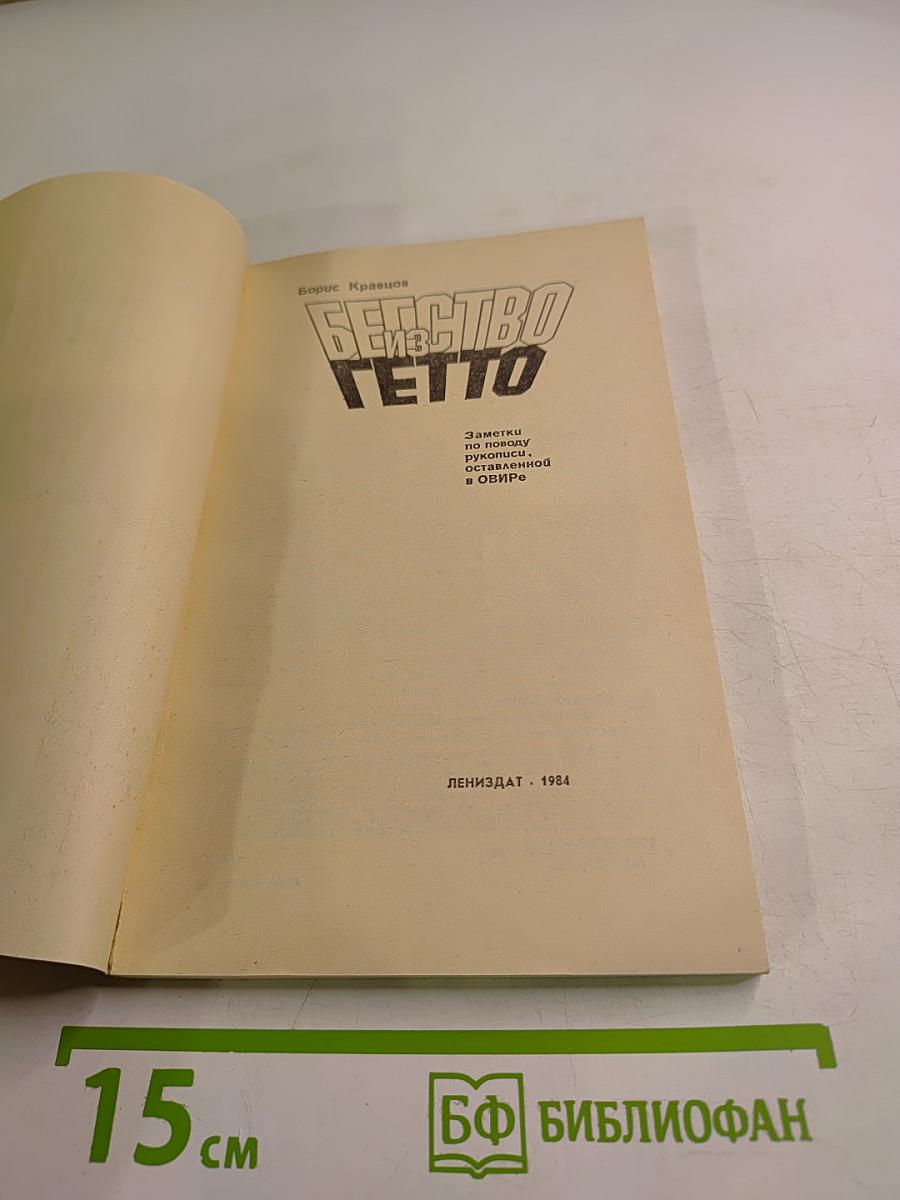 Борис Кравцов
БЕГСТВО
ИЗ
ГЕТТО
Заметки
по поводу
рукописи,
оставленной
в ОВИРе
ЛЕНИЗДАТ · 1984
15 см
БФ БИБЛИОФАН